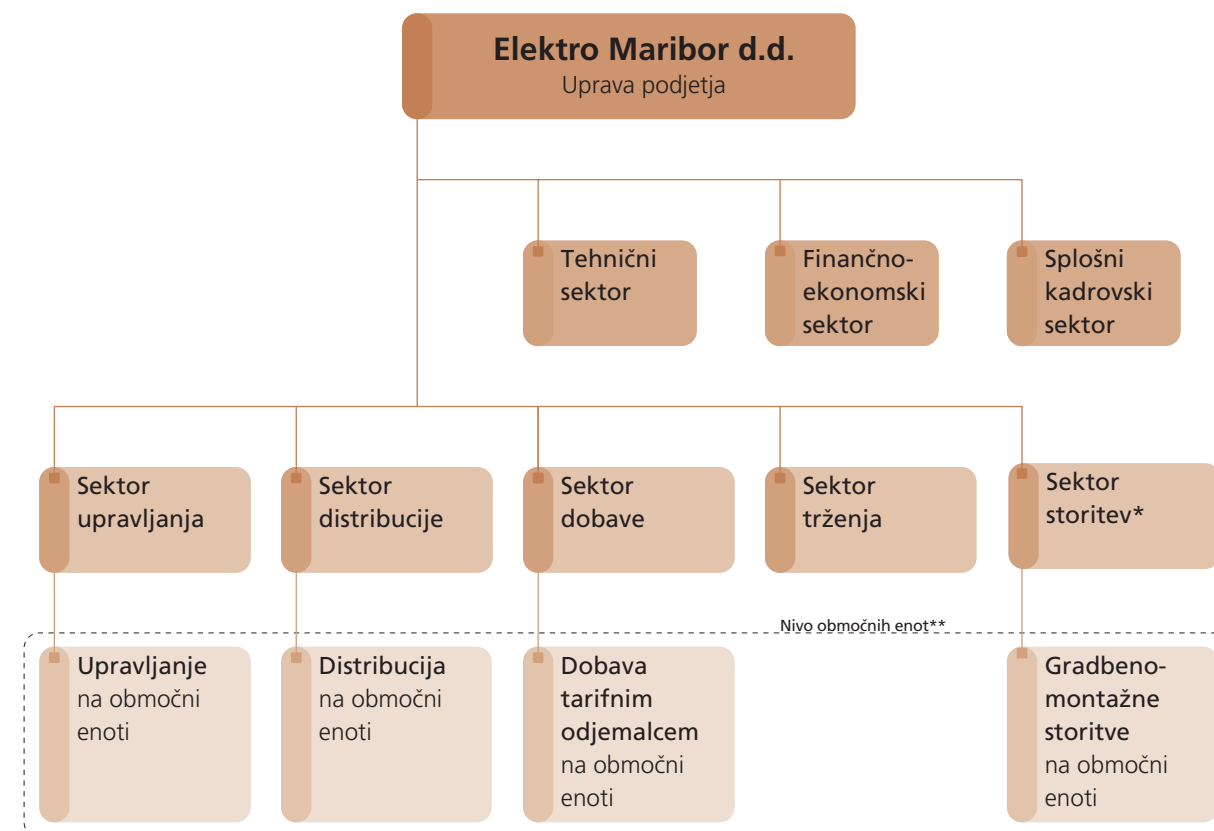 Elektro Maribor d.d.
Uprava podjetja
Tehnični
sektor
Finančno-
ekonomski
sektor
Splošni
kadrovski
sektor
Sektor
upravljanja
Sektor
distribucije
Sektor
dobave
Sektor
trženja
Sektor
storitev*
Nivo območnih enot**
Upravljanje
na območni
enoti
Distribucija
na območni
enoti
Dobava
tarifnim
odjemalcem
na območni
enoti
Gradbeno-
montažne
storitve
na območni
enoti